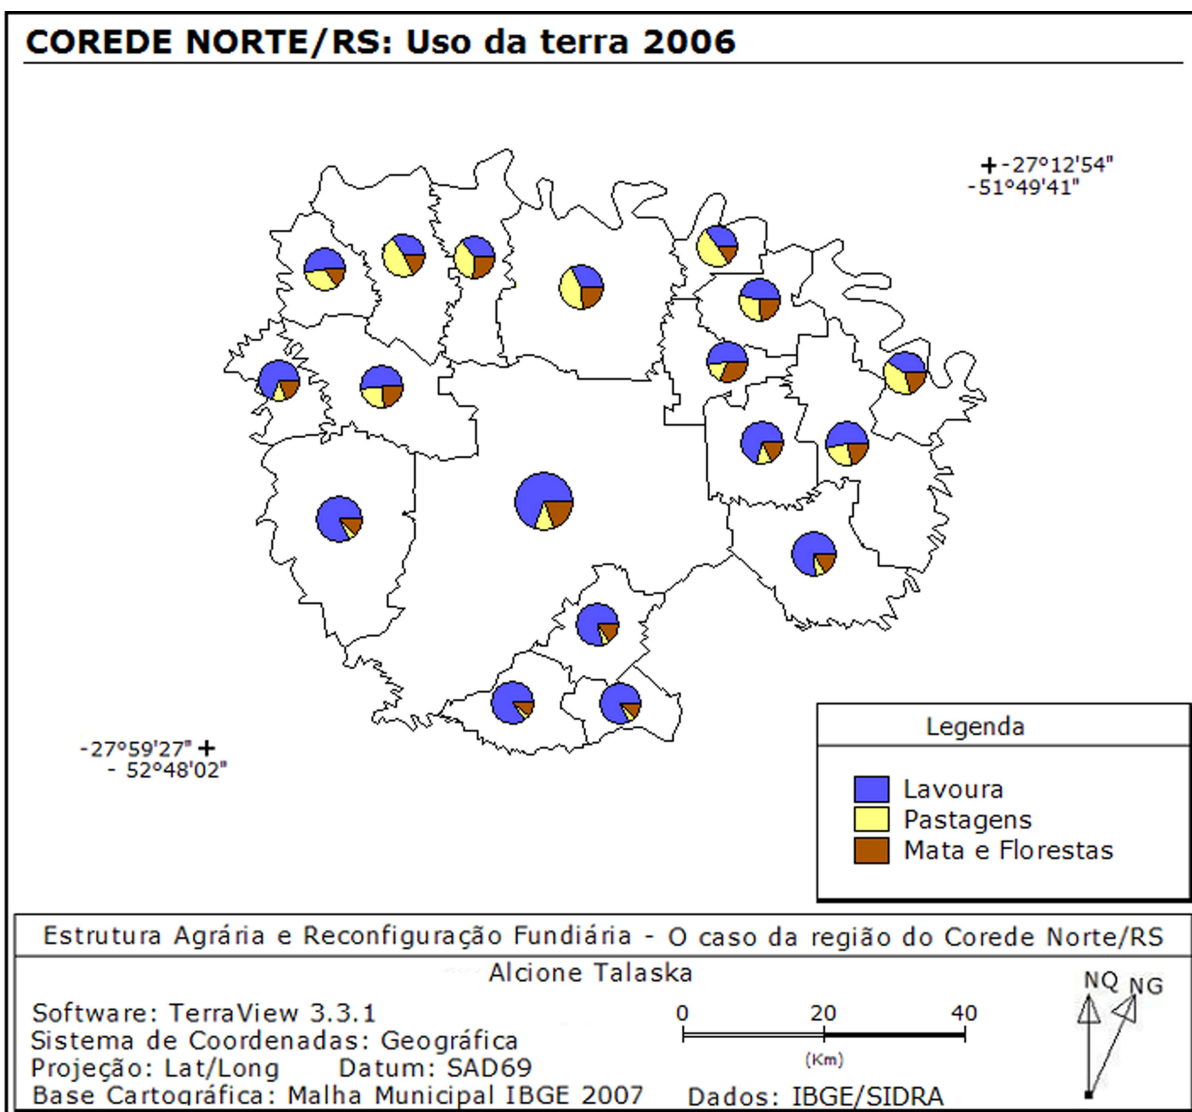 COREDE NORTE/RS: Uso da terra 2006
+-27°12'54"
-51°49'41"
-27°59'27" +
- 52°48'02"
Legenda
Lavoura
Pastagens
Mata e Florestas
Estrutura Agrária e Reconfiguração Fundiária - O caso da região do Corede Norte/RS
Alcione Talaska
Software: TerraView 3.3.1
Sistema de Coordenadas: Geográfica
Projeção: Lat/Long Datum: SAD69
Base Cartográfica: Malha Municipal IBGE 2007 Dados: IBGE/SIDRA
0 20 40
(Km)
NQ NG